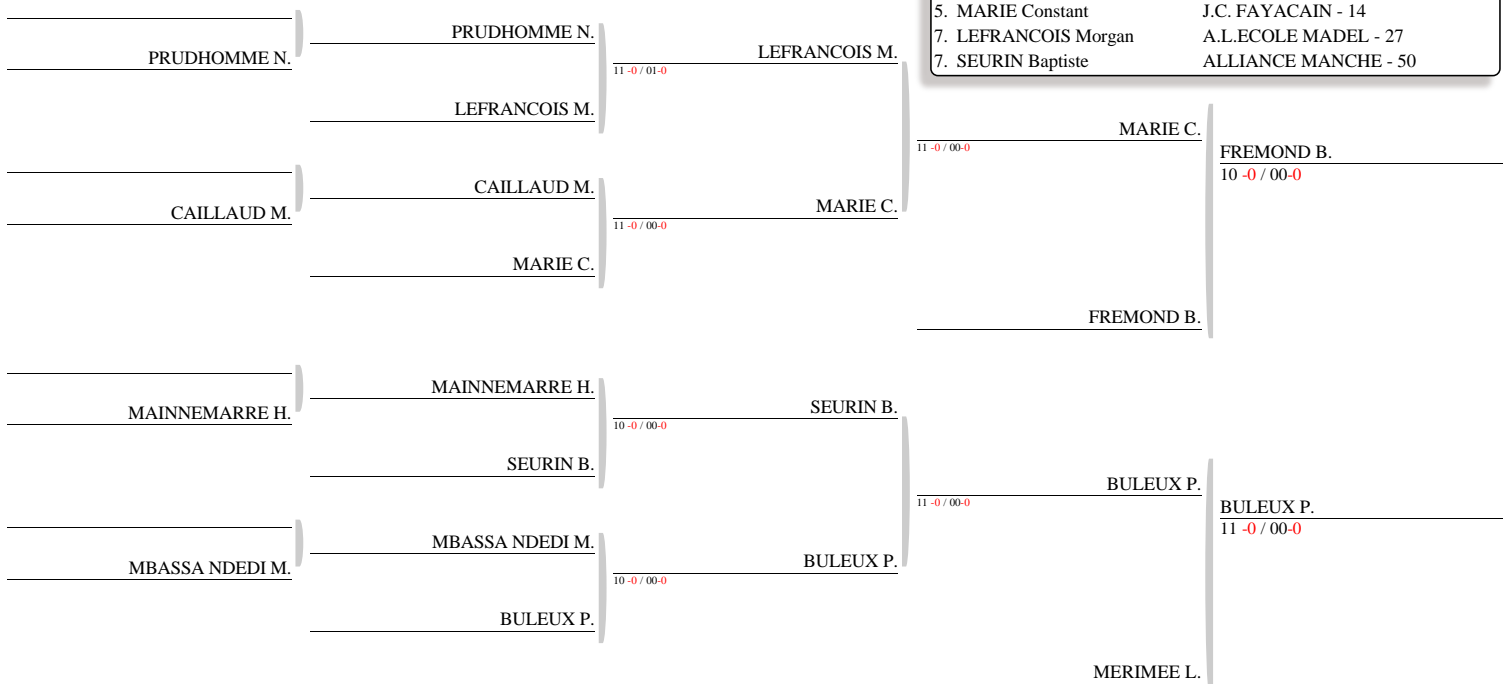 5. MARIE Constant J.C. FAYACAIN - 14
7. LEFRANCOIS Morgan A.L.ECOLE MADEL - 27
7. SEURIN Baptiste ALLIANCE MANCHE - 50
PRUDHOMME N.
PRUDHOMME N.
LEFRANCOIS M.
11 -0 / 01-0
LEFRANCOIS M.
MARIE C.
11 -0 / 00-0
FREMOND B.
10 -0 / 00-0
CAILLAUD M.
CAILLAUD M.
MARIE C.
11 -0 / 00-0
MARIE C.
FREMOND B.
MAINNEMARRE H.
MAINNEMARRE H.
SEURIN B.
10 -0 / 00-0
SEURIN B.
BULEUX P.
11 -0 / 00-0
BULEUX P.
11 -0 / 00-0
MBASSA NDEDI M.
MBASSA NDEDI M.
BULEUX P.
10 -0 / 00-0
BULEUX P.
MERIMEE L.